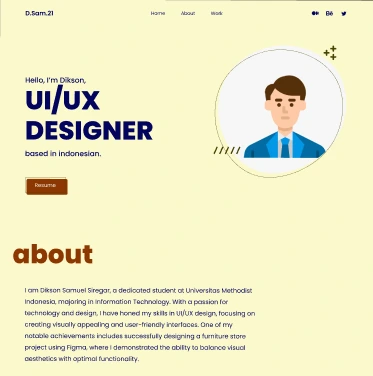 D.Sam.21
Home About Work
Bē
Hello, I'm Dikson,
UI/UX
DESIGNER
based in indonesian.
Resume
about
I am Dikson Samuel Siregar, a dedicated student at Universitas Methodist
Indonesia, majoring in Information Technology. With a passion for
technology and design, I have honed my skills in UI/UX design, focusing on
creating visually appealing and user-friendly interfaces. One of my
notable achievements includes successfully designing a furniture store
project using Figma, where I demonstrated the ability to balance visual
aesthetics with optimal functionality.